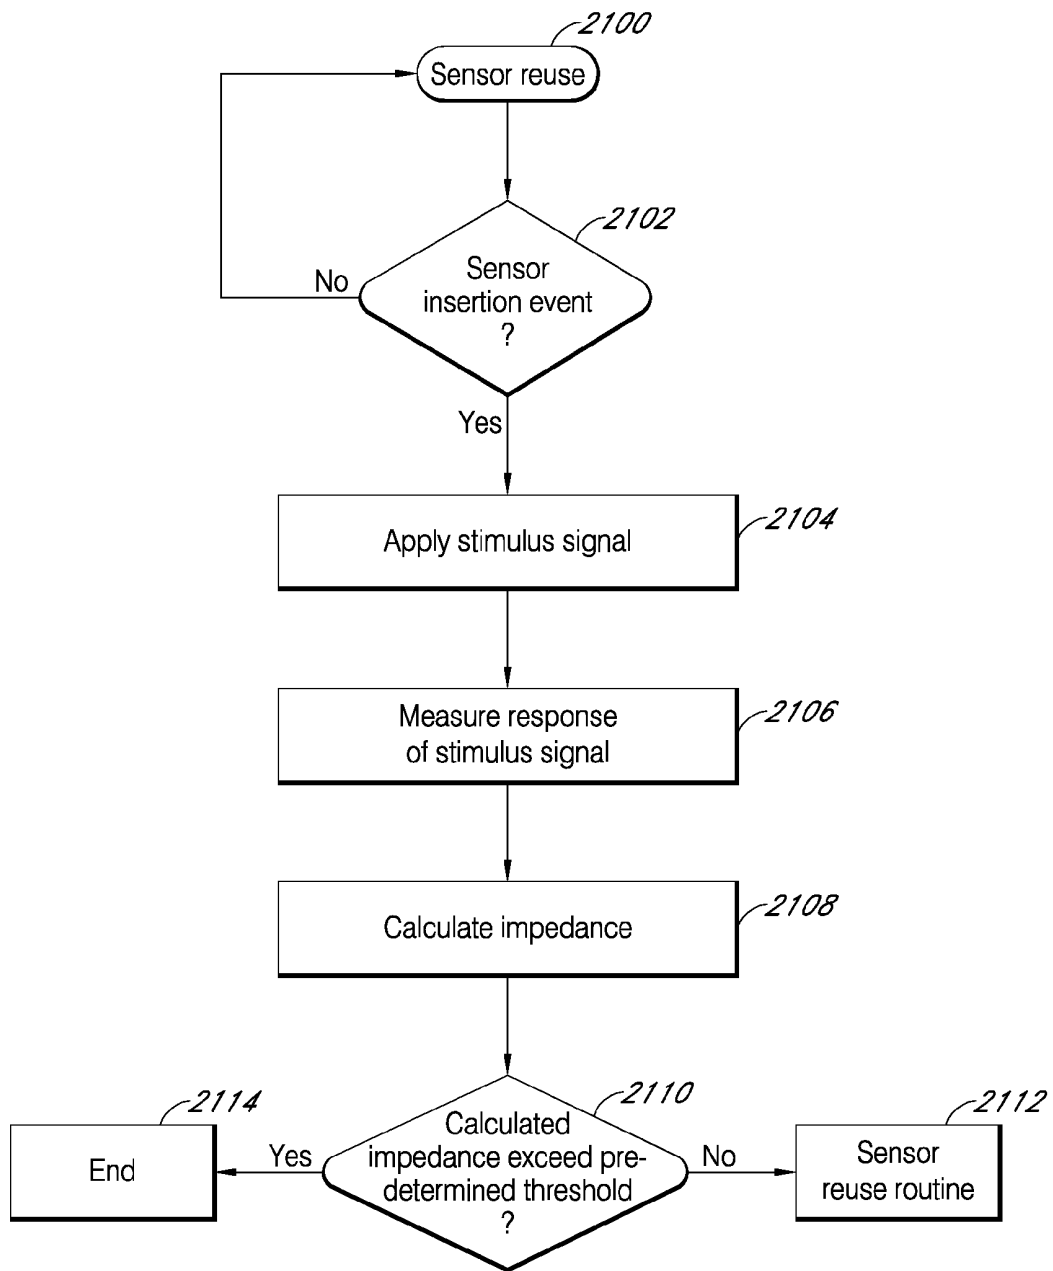 2100
Sensor reuse
2102
Sensor
insertion event
?
No
Yes
2104
Apply stimulus signal
2106
Measure response
of stimulus signal
2108
Calculate impedance
2110
Calculated
impedance exceed pre-
determined threshold
?
Yes
No
2114
End
2112
Sensor
reuse routine